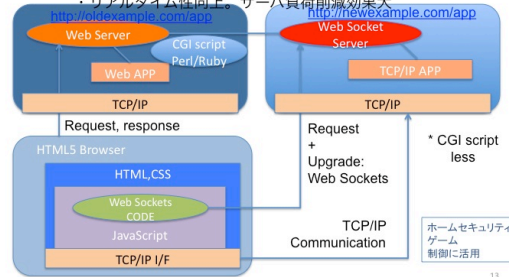 ・リアルタイム性向上。サーバ負荷削減効果大
http://oldexample.com/app
http://newexample.com/app
Web Server
CGI script
Perl/Ruby
Web APP
TCP/IP
Web Socket
Server
TCP/IP APP
TCP/IP
Request, response
Request
+
Upgrade:
Web Sockets
* CGI script
less
HTML5 Browser
HTML,CSS
Web Sockets
CODE
JavaScript
TCP/IP I/F
TCP/IP
Communication
ホームセキュリティ
ゲーム
制御に活用
13